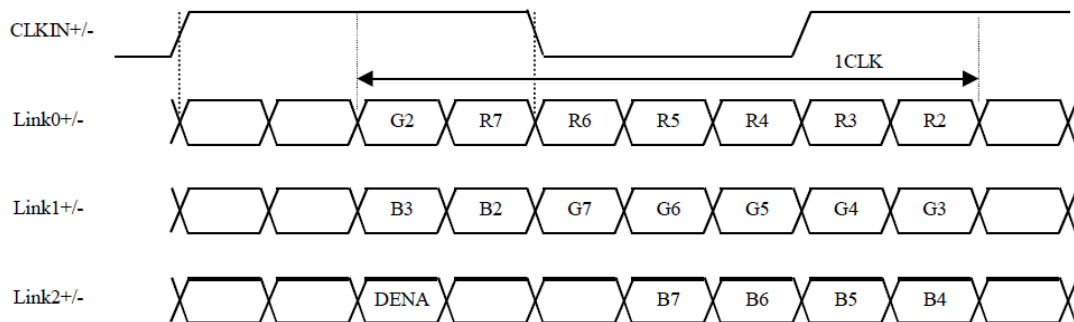 CLKIN+/-
1CLK
Link0+/- G2 R7 R6 R5 R4 R3 R2
Link1+/- B3 B2 G7 G6 G5 G4 G3
Link2+/- DENA B7 B6 B5 B4